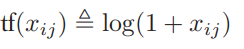 tf(x_{ij}) ≜ log(1 + x_{ij})